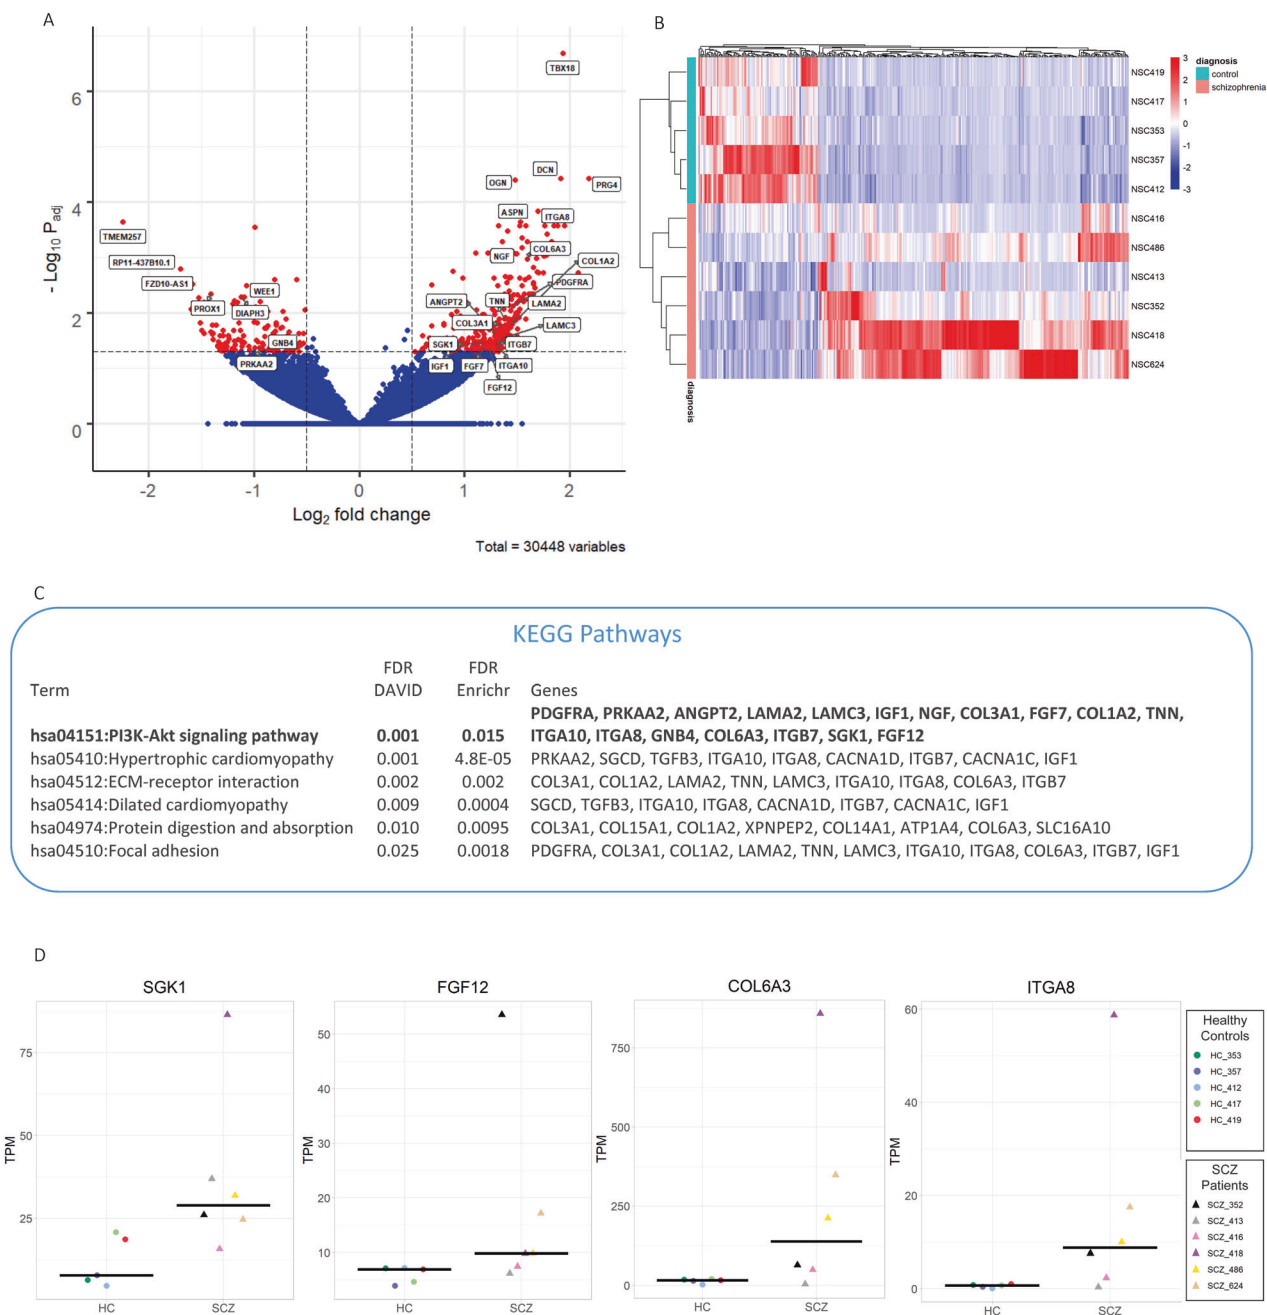 A
- Log10 Padj
6
4
2
0
-2
-1
0
1
2
Log2 fold change
Total = 30448 variables
TBX18
DCN
OGN
PRG4
ASPN
ITGA8
TMEM257
COL6A3
NGF
COL1A2
RP11-437B10.1
FZD10-AS1
WEE1
PDGFRA
PROX1
ANGPT2
TNN
LAMA2
DIAPH3
COL3A1
LAMC3
GNB4
SGK1
ITGB7
PRKAA2
IGF1
FGF7
ITGA10
FGF12
B
NSC419
NSC417
NSC353
NSC357
NSC412
NSC416
NSC486
NSC413
NSC352
NSC418
NSC624
diagnosis
3
2
1
0
-1
-2
-3
diagnosis
control
schizophrenia
C
KEGG Pathways
FDR FDR
Term DAVID Enrichr Genes
PDGFRA, PRKAA2, ANGPT2, LAMA2, LAMC3, IGF1, NGF, COL3A1, FGF7, COL1A2, TNN,
hsa04151:PI3K-Akt signaling pathway 0.001 0.015 ITGA10, ITGA8, GNB4, COL6A3, ITGB7, SGK1, FGF12
hsa05410:Hypertrophic cardiomyopathy 0.001 4.8E-05 PRKAA2, SGCD, TGFB3, ITGA10, ITGA8, CACNA1D, ITGB7, CACNA1C, IGF1
hsa04512:ECM-receptor interaction 0.002 0.002 COL3A1, COL1A2, LAMA2, TNN, LAMC3, ITGA10, ITGA8, COL6A3, ITGB7
hsa05414:Dilated cardiomyopathy 0.009 0.0004 SGCD, TGFB3, ITGA10, ITGA8, CACNA1D, ITGB7, CACNA1C, IGF1
hsa04974:Protein digestion and absorption 0.010 0.0095 COL3A1, COL15A1, COL1A2, XPNPEP2, COL14A1, ATP1A4, COL6A3, SLC16A10
hsa04510:Focal adhesion 0.025 0.0018 PDGFRA, COL3A1, COL1A2, LAMA2, TNN, LAMC3, ITGA10, ITGA8, COL6A3, ITGB7, IGF1
D
SGK1
TPM
75
50
25
HC SCZ
FGF12
TPM
50
40
30
20
10
HC SCZ
COL6A3
TPM
750
500
250
0
HC SCZ
ITGA8
TPM
60
40
20
0
HC SCZ
Healthy
Controls
HC_353
HC_357
HC_412
HC_417
HC_419
SCZ
Patients
SCZ_352
SCZ_413
SCZ_416
SCZ_418
SCZ_486
SCZ_624